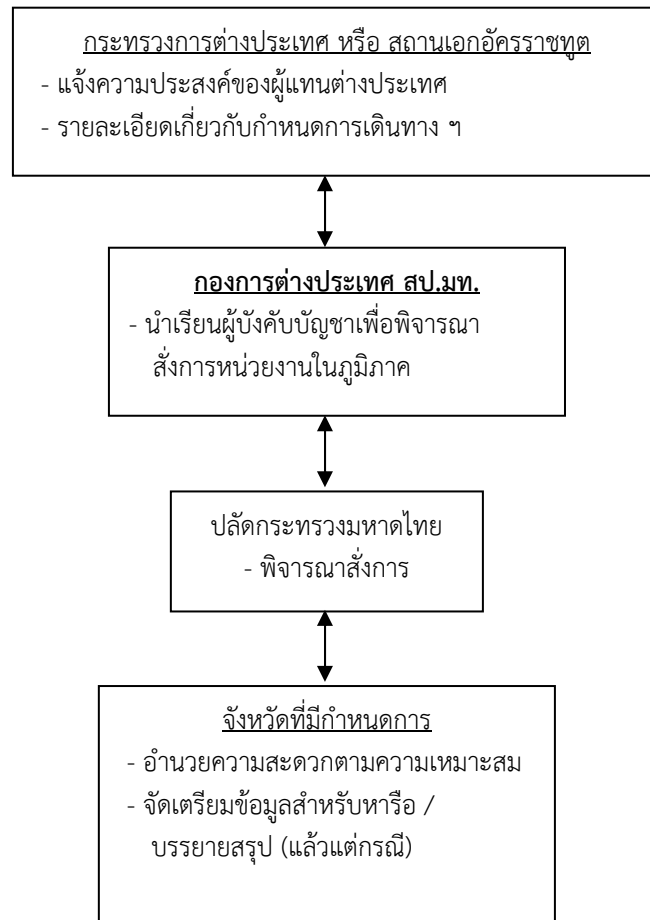 กระทรวงการต่างประเทศ หรือ สถานเอกอัครราชทูต
- แจ้งความประสงค์ของผู้แทนต่างประเทศ
- รายละเอียดเกี่ยวกับกำหนดการเดินทาง ฯ
กองการต่างประเทศ สป.มท.
- นำเรียนผู้บังคับบัญชาเพื่อพิจารณา
สั่งการหน่วยงานในภูมิภาค
ปลัดกระทรวงมหาดไทย
- พิจารณาสั่งการ
จังหวัดที่มีกำหนดการ
- อำนวยความสะดวกตามความเหมาะสม
- จัดเตรียมข้อมูลสำหรับหารือ /
บรรยายสรุป (แล้วแต่กรณี)